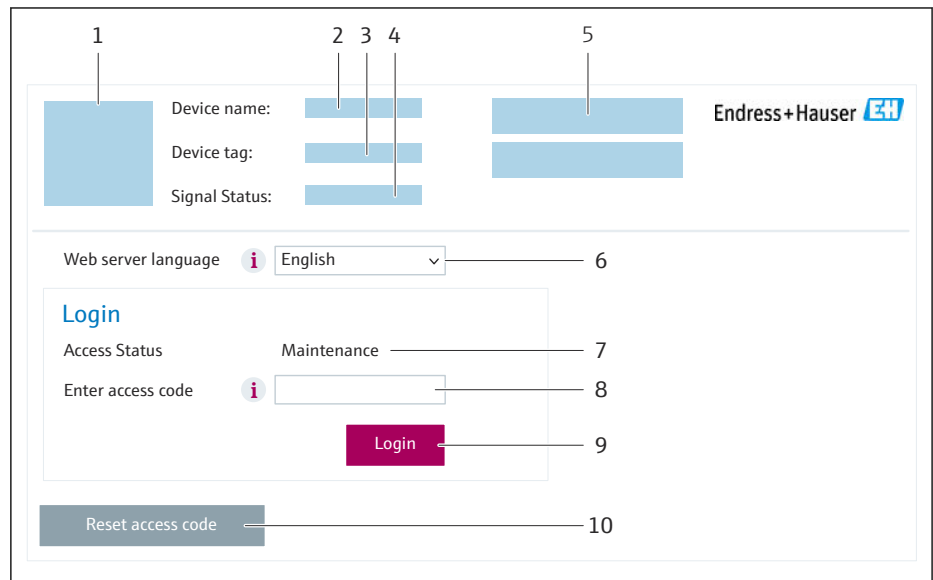 1 2 3 4 5
Device name:
Endress+Hauser EH
Device tag:
Signal Status:
Web server language i English 6
Login
Access Status Maintenance 7
Enter access code i 8
Login 9
Reset access code 10